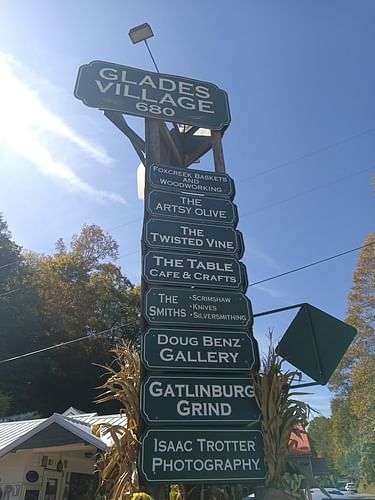 GLADES
VILLAGE
680
FOXCREEK BASKETS
AND
WOODWORKING
THE
ARTSY OLIVE
THE
TWISTED VINE
THE TABLE
CAFE & CRAFTS
THE
SMITHS
• SCRIMSHAW
• KNIVES
• SILVERSMITHING
DOUG BENZ
GALLERY
GATLINBURG
GRIND
ISAAC TROTTER
PHOTOGRAPHY